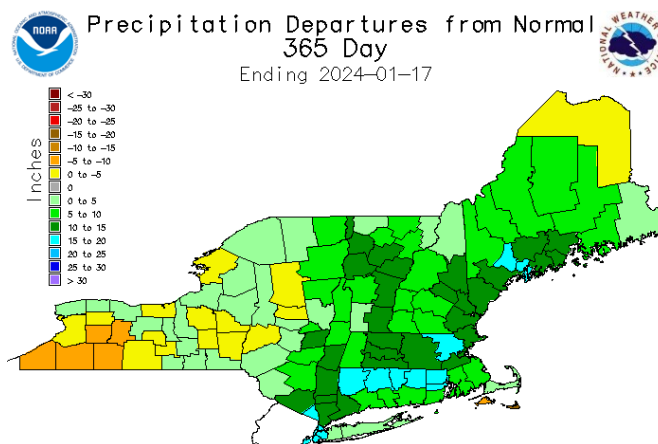 Precipitation Departures from Normal
365 Day
Ending 2024-01-17
NOAA
Inches
< -30
-25 to -30
-20 to -25
-15 to -20
-10 to -15
-5 to -10
0 to -5
0
0 to 5
5 to 10
10 to 15
15 to 20
20 to 25
25 to 30
> 30
NATIONAL WEATHER